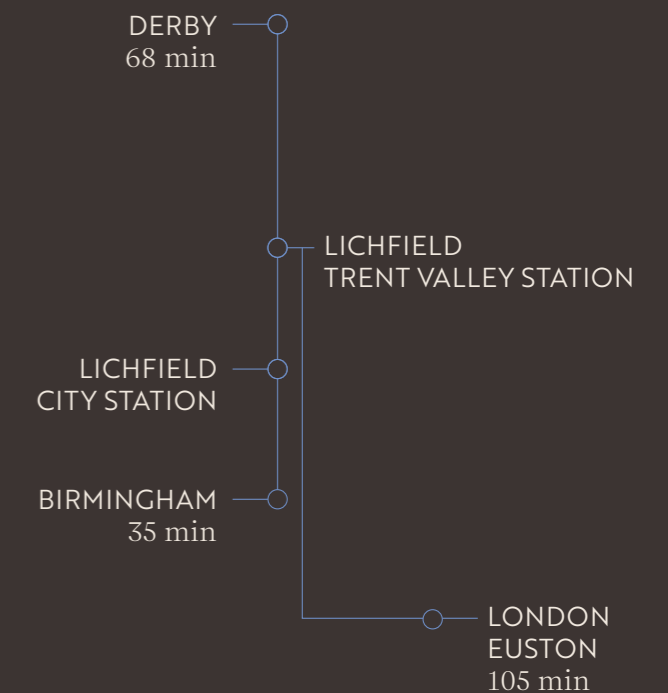 DERBY
68 min
LICHFIELD
TRENT VALLEY STATION
LICHFIELD
CITY STATION
BIRMINGHAM
35 min
LONDON
EUSTON
105 min